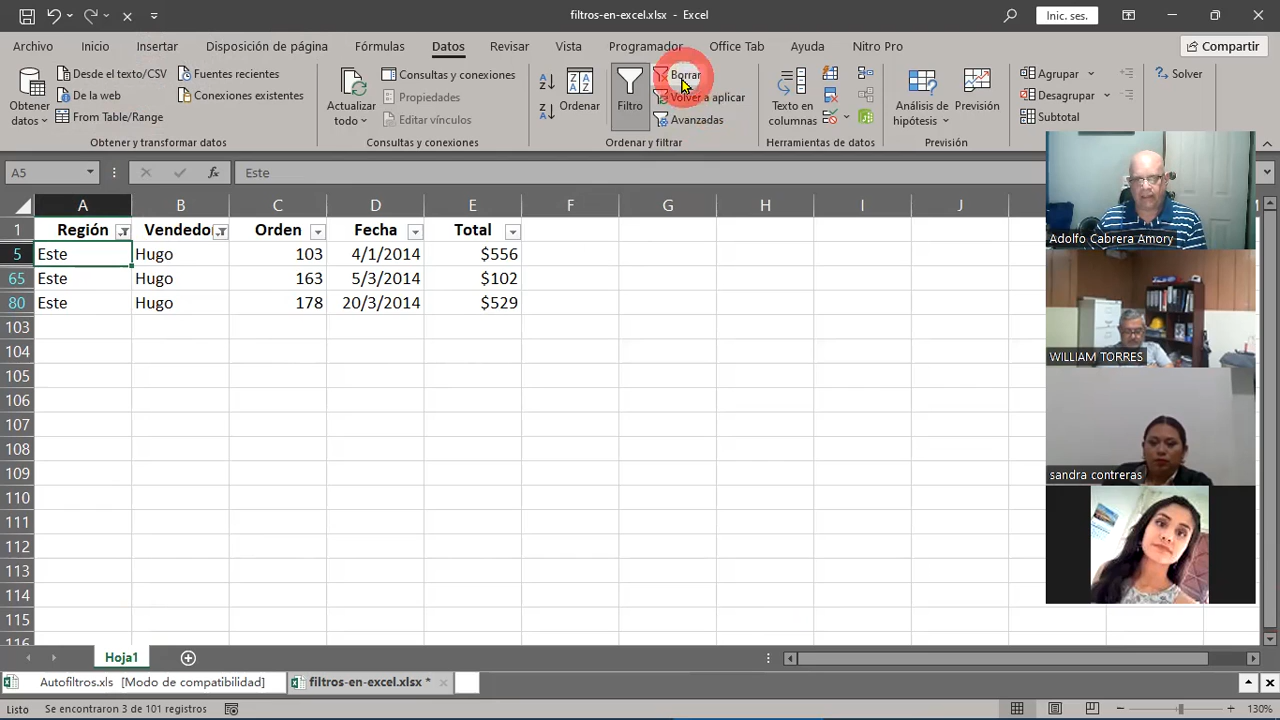 filtros-en-excel.xlsx - Excel
Inic. ses.
Archivo Inicio Insertar Disposición de página Fórmulas Datos Revisar Vista Programador Office Tab Ayuda Nitro Pro Compartir
Obtener datos
Desde el texto/CSV
De la web
From Table/Range
Fuentes recientes
Conexiones existentes
Obtener y transformar datos
Actualizar todo
Consultas y conexiones
Propiedades
Editar vínculos
Consultas y conexiones
Ordenar
Filtro
Borrar
Volver a aplicar
Avanzadas
Ordenar y filtrar
Texto en columnas
Herramientas de datos
Análisis de hipótesis
Previsión
Previsión
Agrupar
Desagrupar
Subtotal
Solver
A5 fx Este
A B C D E F G H I J M
1 Región Vendedo Orden Fecha Total
5 Este Hugo 103 4/1/2014 $556
65 Este Hugo 163 5/3/2014 $102
80 Este Hugo 178 20/3/2014 $529
103
104
105
106
107
108
109
110
111
112
113
114
115
116
Adolfo Cabrera Amory
WILLIAM TORRES
sandra contreras
Hoja1
Autofiltros.xls [Modo de compatibilidad] filtros-en-excel.xlsx *
Listo Se encontraron 3 de 101 registros 130%